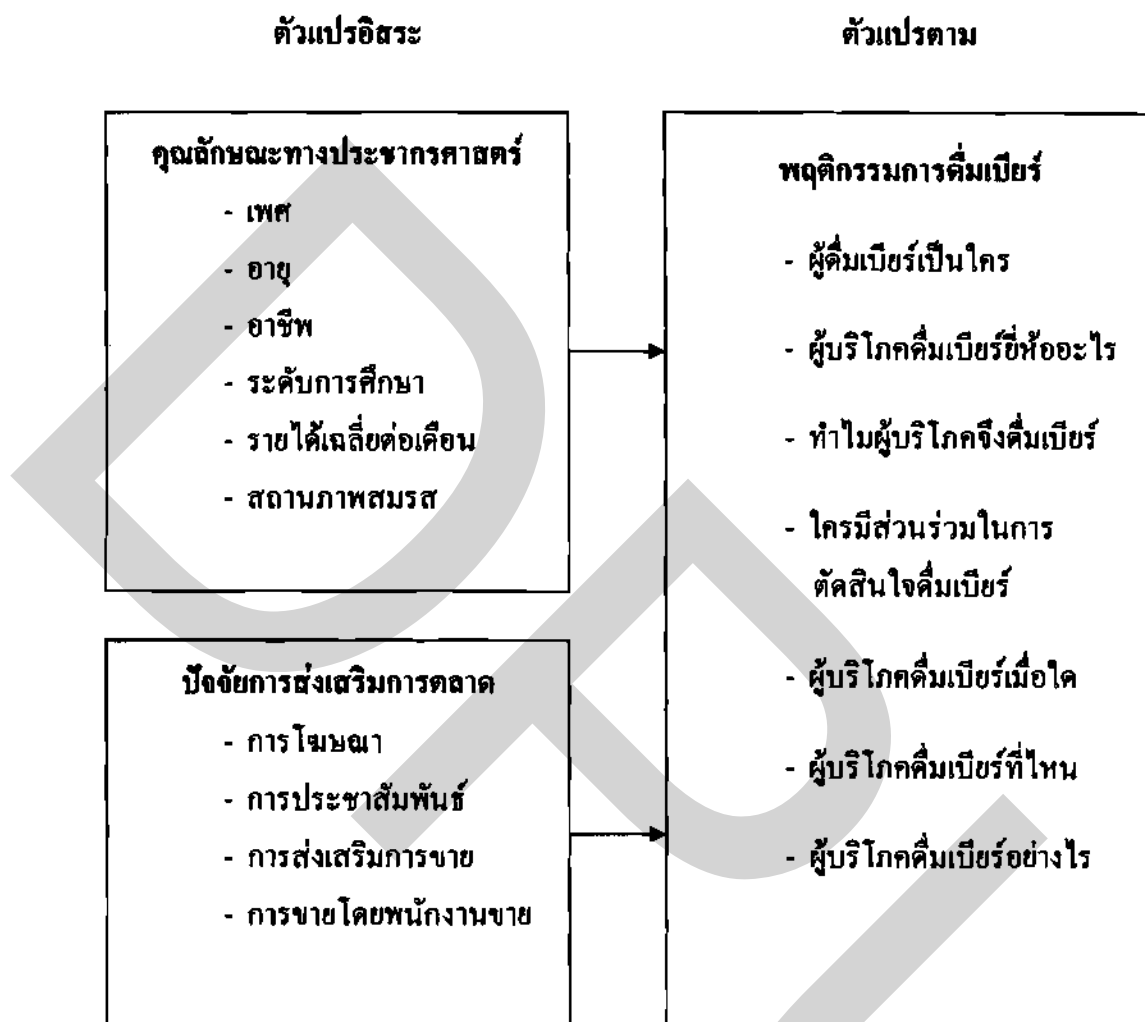 ตัวแปรอิสระ
ตัวแปรตาม
คุณลักษณะทางประชากรศาสตร์
- เพศ
- อายุ
- อาชีพ
- ระดับการศึกษา
- รายได้เฉลี่ยต่อเดือน
- สถานภาพสมรส
ปัจจัยการส่งเสริมการตลาด
- การโฆษณา
- การประชาสัมพันธ์
- การส่งเสริมการขาย
- การขายโดยพนักงานขาย
พฤติกรรมการดื่มเบียร์
- ผู้ดื่มเบียร์เป็นใคร
- ผู้บริโภคดื่มเบียร์ยี่ห้ออะไร
- ทำไมผู้บริโภคจึงดื่มเบียร์
- ใครมีส่วนร่วมในการ
ตัดสินใจดื่มเบียร์
- ผู้บริโภคดื่มเบียร์เมื่อใด
- ผู้บริโภคดื่มเบียร์ที่ไหน
- ผู้บริโภคดื่มเบียร์อย่างไร